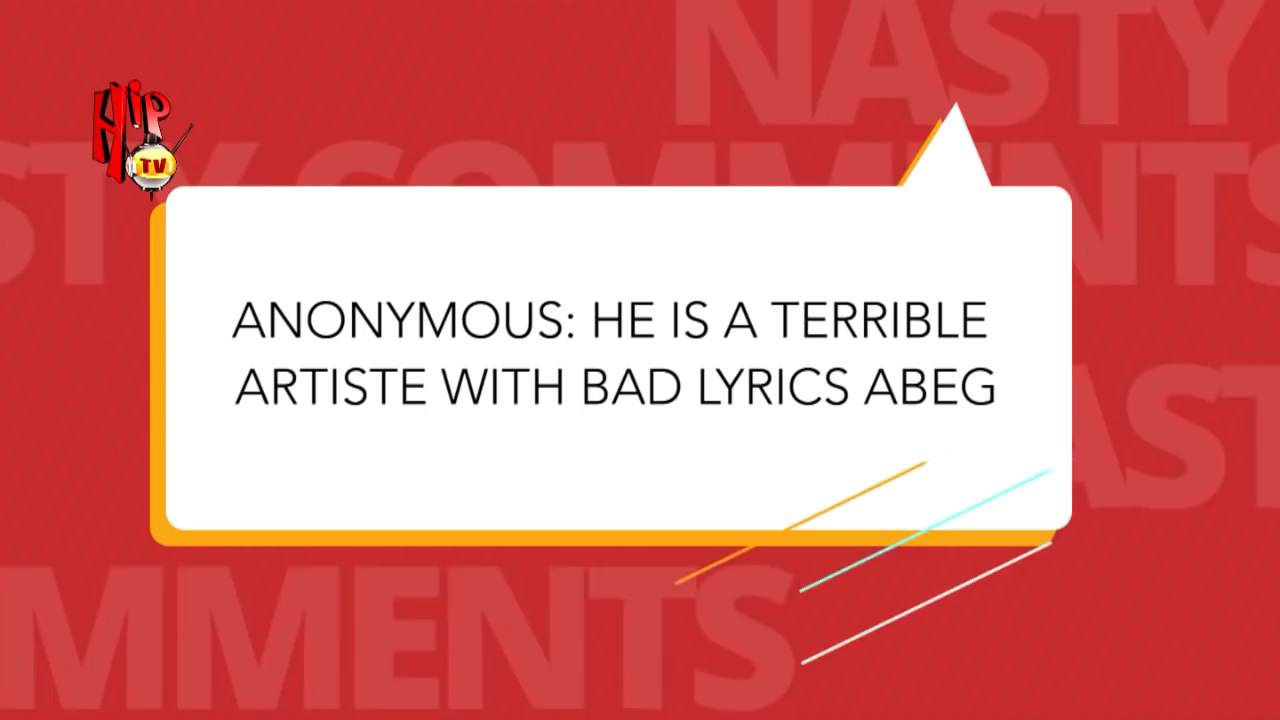 NASTY
HIP
TV
STY COMMENTS
ANONYMOUS: HE IS A TERRIBLE
ARTISTE WITH BAD LYRICS ABEG
AST
MMENTS